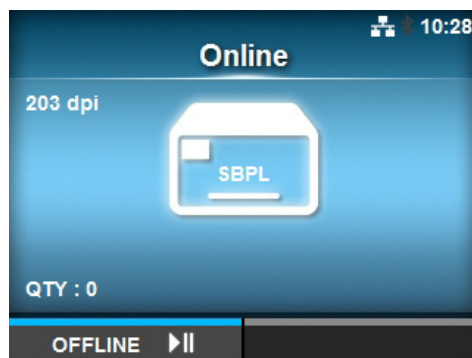 10:28
Online
203 dpi
SBPL
QTY : 0
OFFLINE